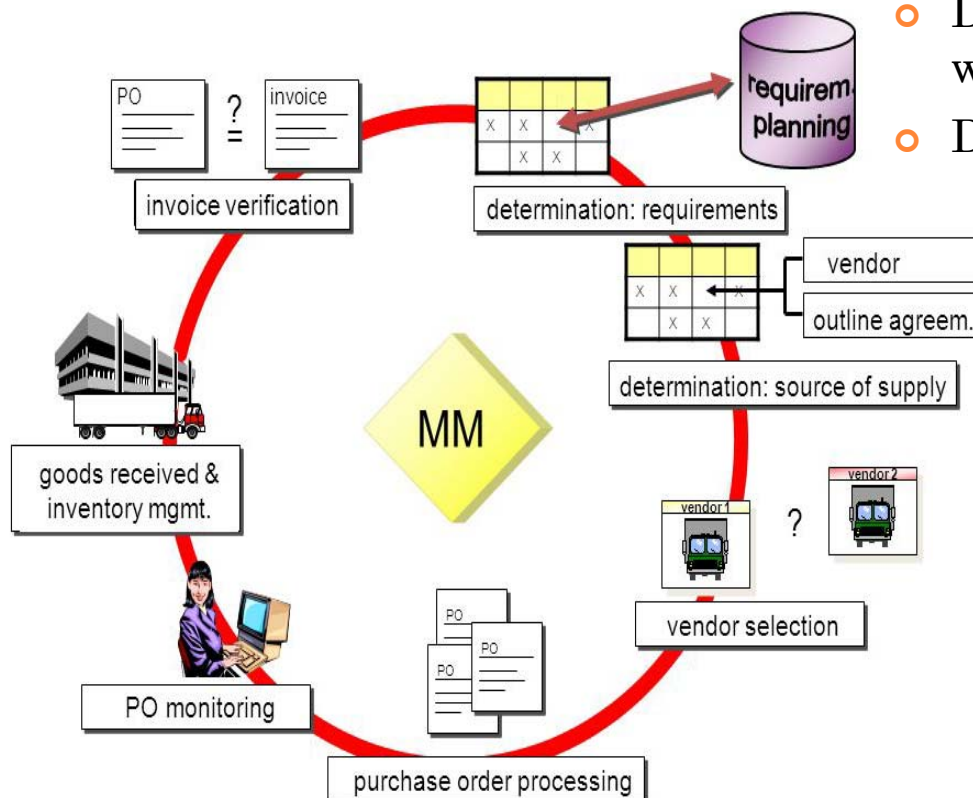 PO
?
=
invoice
invoice verification
X X X
X X
requirem.
planning
determination: requirements
X X X
X X
vendor
outline agreem.
determination: source of supply
MM
goods received &
inventory mgmt.
vendor 1
?
vendor 2
vendor selection
PO
PO
PO
PO monitoring
purchase order processing
D